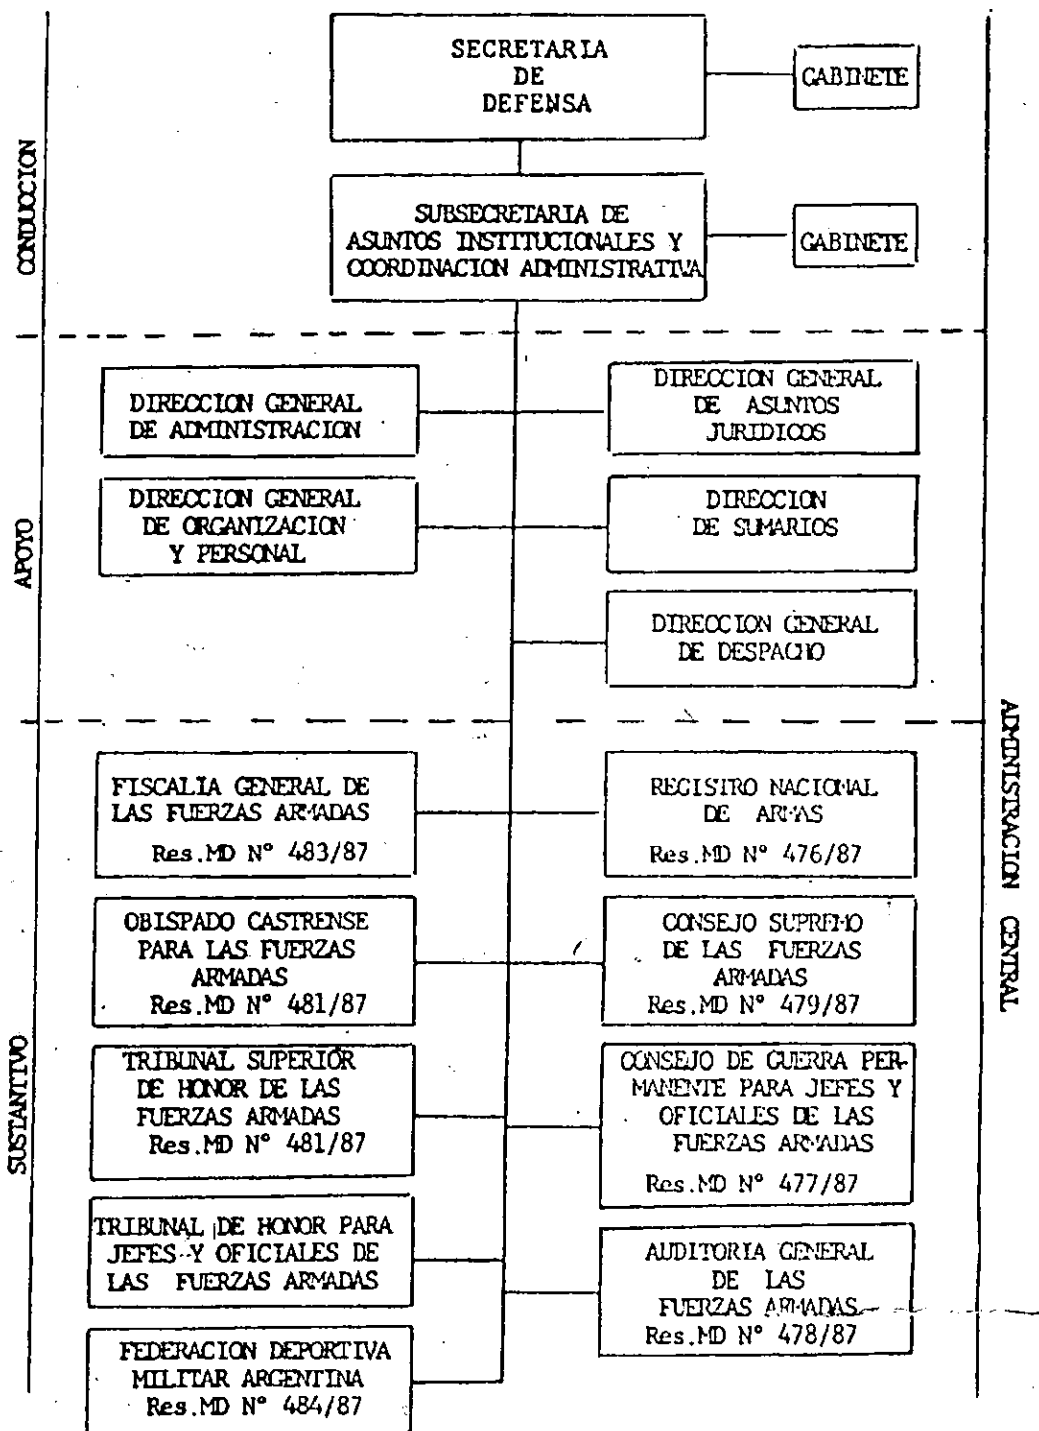 SECRETARIA
DE
DEFENSA
GABINETE
CONDUCCION
SUBSECRETARIA DE
ASUNTOS INSTITUCIONALES Y
COORDINACION ADMINISTRATIVA
GABINETE
APOYO
DIRECCION GENERAL
DE ADMINISTRACION
DIRECCION GENERAL
DE ASUNTOS
JURIDICOS
DIRECCION GENERAL
DE ORGANIZACION
Y PERSONAL
DIRECCION
DE SUMARIOS
DIRECCION GENERAL
DE DESPACHO
ADMINISTRACION CENTRAL
SUSTANTIVO
FISCALIA GENERAL DE
LAS FUERZAS ARMADAS
Res.MD N° 483/87
REGISTRO NACIONAL
DE ARMAS
Res.MD N° 476/87
OBISPADO CASTRENSE
PARA LAS FUERZAS
ARMADAS
Res.MD N° 481/87
CONSEJO SUPREMO
DE LAS FUERZAS
ARMADAS
Res.MD N° 479/87
TRIBUNAL SUPERIOR
DE HONOR DE LAS
FUERZAS ARMADAS
Res.MD N° 481/87
CONSEJO DE GUERRA PER-
MANENTE PARA JEFES Y
OFICIALES DE LAS
FUERZAS ARMADAS
Res.MD N° 477/87
TRIBUNAL DE HONOR PARA
JEFES Y OFICIALES DE
LAS FUERZAS ARMADAS
AUDITORIA GENERAL
DE LAS
FUERZAS ARMADAS
Res.MD N° 478/87
FEDERACION DEPORTIVA
MILITAR ARGENTINA
Res.MD N° 484/87